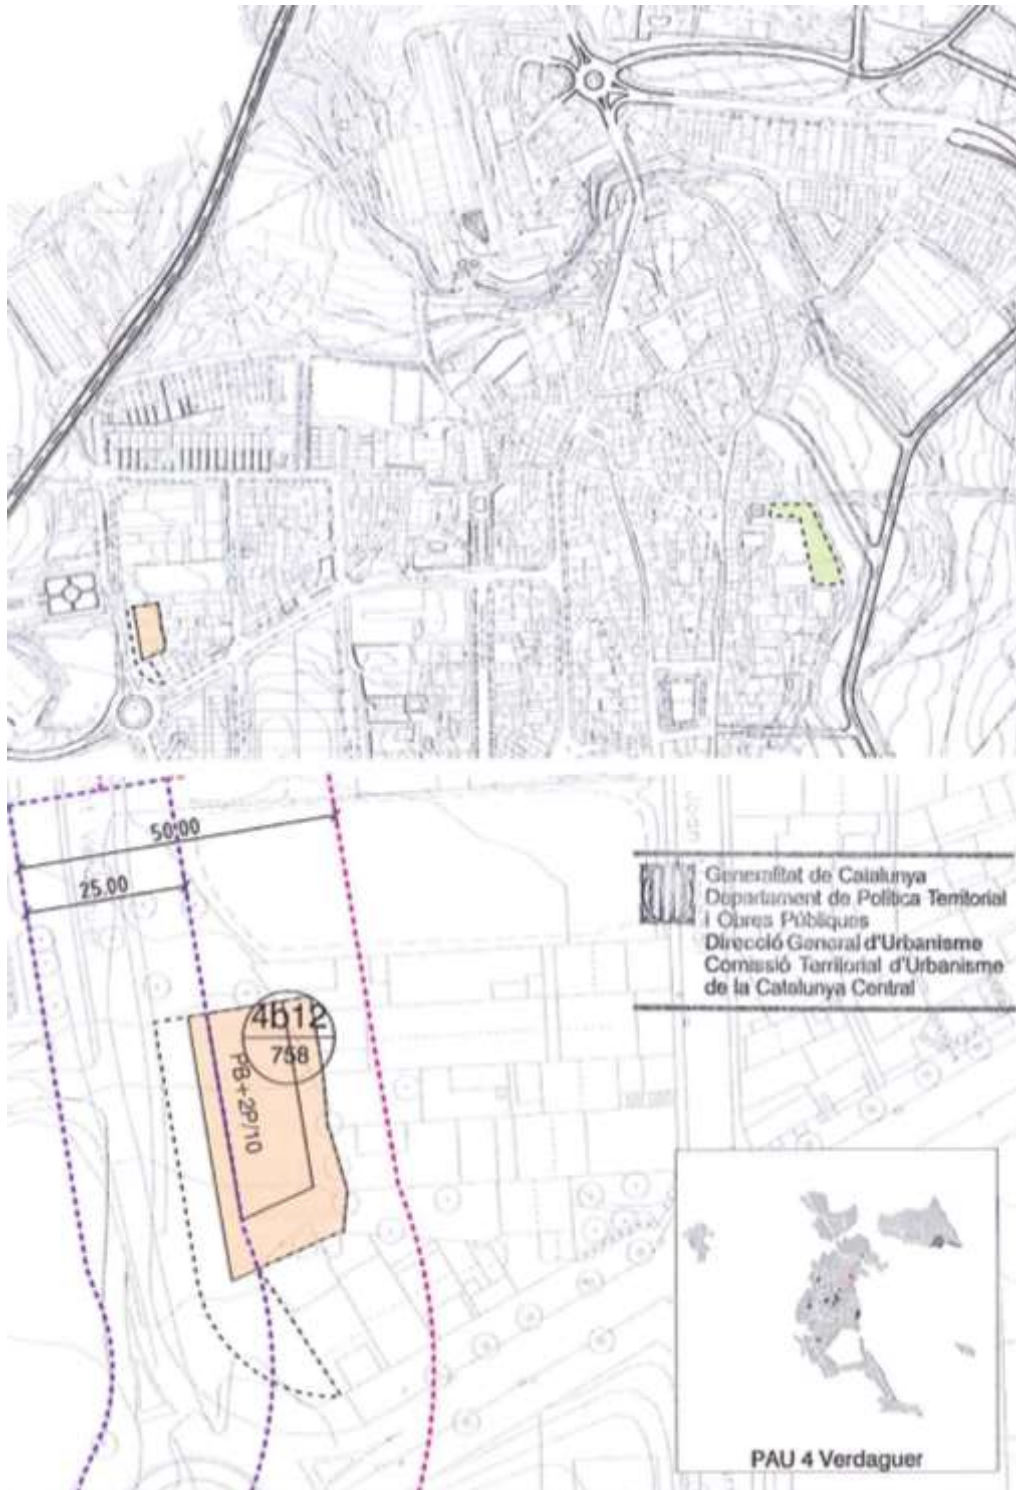 50.00
25.00
Generalitat de Catalunya
Departament de Política Territorial
i Obres Públiques
Direcció General d'Urbanisme
Comissió Territorial d'Urbanisme
de la Catalunya Central
4b12
758
PB+2P/10
PAU 4 Verdaguer